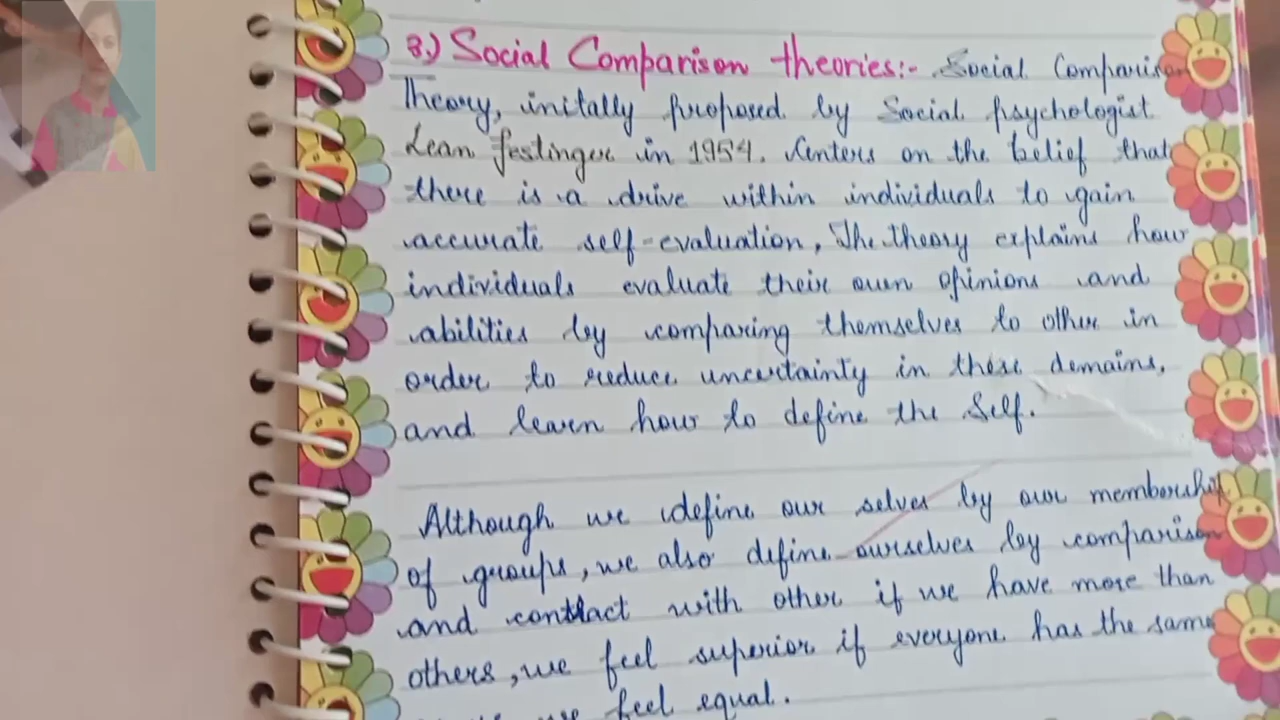 3.) Social Comparison theories:- Social Comparison
Theory, initally proposed by Social psychologist
Lean festinger in 1954. Centers on the belief that
there is a drive within individuals to gain
accurate self-evaluation, The theory explains how
individuals evaluate their own opinions and
abilities by comparing themselves to other in
order to reduce uncertainty in these demains,
and learn how to define the Self.
Although we define our selves by our membership
of groups, we also define ourselves by comparison
and contract with other if we have more than
others, we feel superior if everyone has the same
we feel equal.